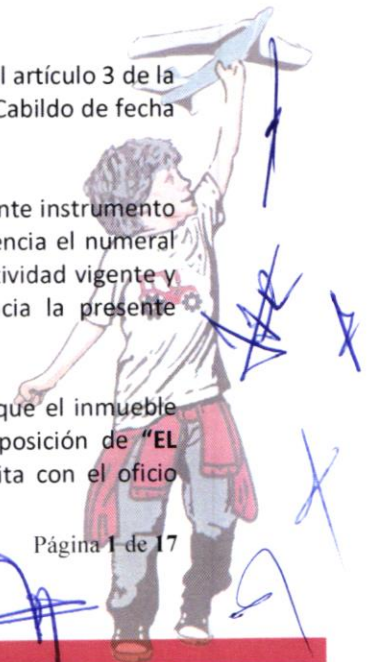 l artículo 3 de la
Cabildo de fecha
nte instrumento
encia el numeral
tividad vigente y
cia la presente
que el inmueble
posición de “EL
ita con el oficio
Página 1 de 17